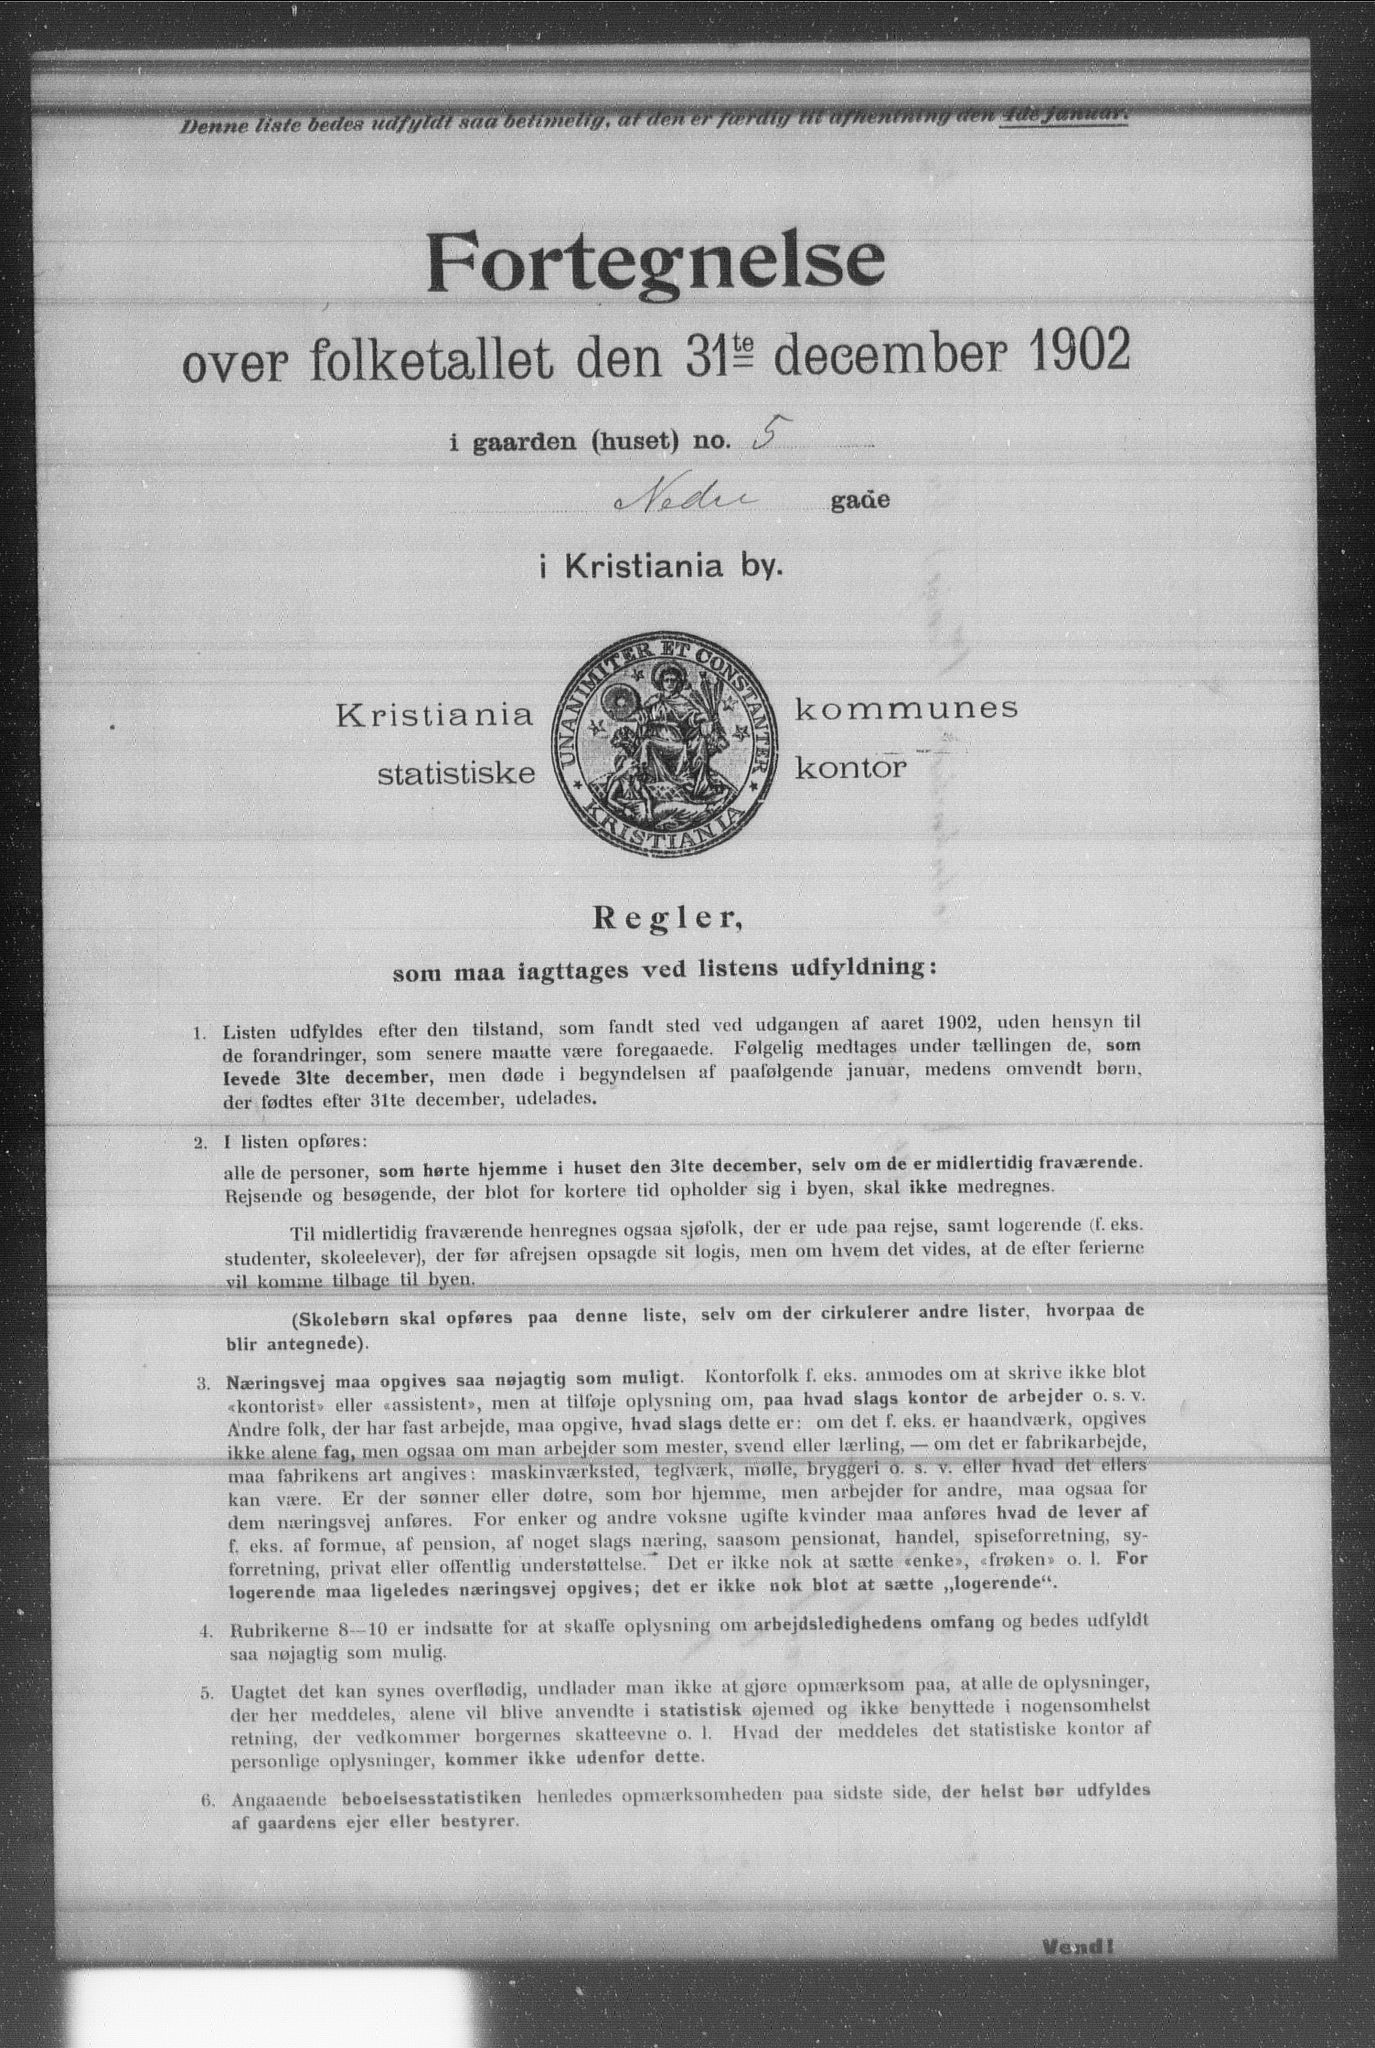 Denne liste bedes udfyldt saa betimelig, at den er færdig til afhentning den 4de januar.
Fortegnelse
over folketallet den 31te december 1902
i gaarden (huset) no. 5
Nedre gade
i Kristiania by.
Kristiania kommunes
statistiske kontor
UNANIMITER ET CONSTANTER
KRISTIANIA
Regler,
som maa iagttages ved listens udfyldning:
1. Listen udfyldes efter den tilstand, som fandt sted ved udgangen af aaret 1902, uden hensyn til
de forandringer, som senere maatte være foregaaede. Følgelig medtages under tællingen de, som
levede 31te december, men døde i begyndelsen af paafølgende januar, medens omvendt børn,
der fødtes efter 31te december, udelades.
2. I listen opføres:
alle de personer, som hørte hjemme i huset den 31te december, selv om de er midlertidig fraværende.
Rejsende og besøgende, der blot for kortere tid opholder sig i byen, skal ikke medregnes.
Til midlertidig fraværende henregnes ogsaa sjøfolk, der er ude paa rejse, samt logerende (f. eks.
studenter, skoleelever), der før afrejsen opsagde sit logis, men om hvem det vides, at de efter ferierne
vil komme tilbage til byen.
(Skolebørn skal opføres paa denne liste, selv om der cirkulerer andre lister, hvorpaa de
blir antegnede).
3. Næringsvej maa opgives saa nøjagtig som muligt. Kontorfolk f. eks. anmodes om at skrive ikke blot
«kontorist» eller «assistent», men at tilføje oplysning om, paa hvad slags kontor de arbejder o. s. v.
Andre folk, der har fast arbejde, maa opgive, hvad slags dette er: om det f. eks. er haandværk, opgives
ikke alene fag, men ogsaa om man arbejder som mester, svend eller lærling, — om det er fabrikarbejde,
maa fabrikens art angives: maskinværksted, teglværk, mølle, bryggeri o. s. v. eller hvad det ellers
kan være. Er der sønner eller døtre, som bor hjemme, men arbejder for andre, maa ogsaa for
dem næringsvej anføres. For enker og andre voksne ugifte kvinder maa anføres hvad de lever af
f. eks. af formue, af pension, af noget slags næring, saasom pensionat, handel, spiseforretning, sy-
forretning, privat eller offentlig understøttelse. Det er ikke nok at sætte «enke», «frøken» o. l. For
logerende maa ligeledes næringsvej opgives; det er ikke nok blot at sætte „logerende“.
4. Rubrikerne 8—10 er indsatte for at skaffe oplysning om arbejdsledighedens omfang og bedes udfyldt
saa nøjagtig som mulig.
5. Uagtet det kan synes overflødig, undlader man ikke at gjøre opmærksom paa, at alle de oplysninger,
der her meddeles, alene vil blive anvendte i statistisk øjemed og ikke benyttede i nogensomhelst
retning, der vedkommer borgernes skatteevne o. l. Hvad der meddeles det statistiske kontor af
personlige oplysninger, kommer ikke udenfor dette.
6. Angaaende beboelsesstatistiken henledes opmærksomheden paa sidste side, der helst bør udfyldes
af gaardens ejer eller bestyrer.
Vend!